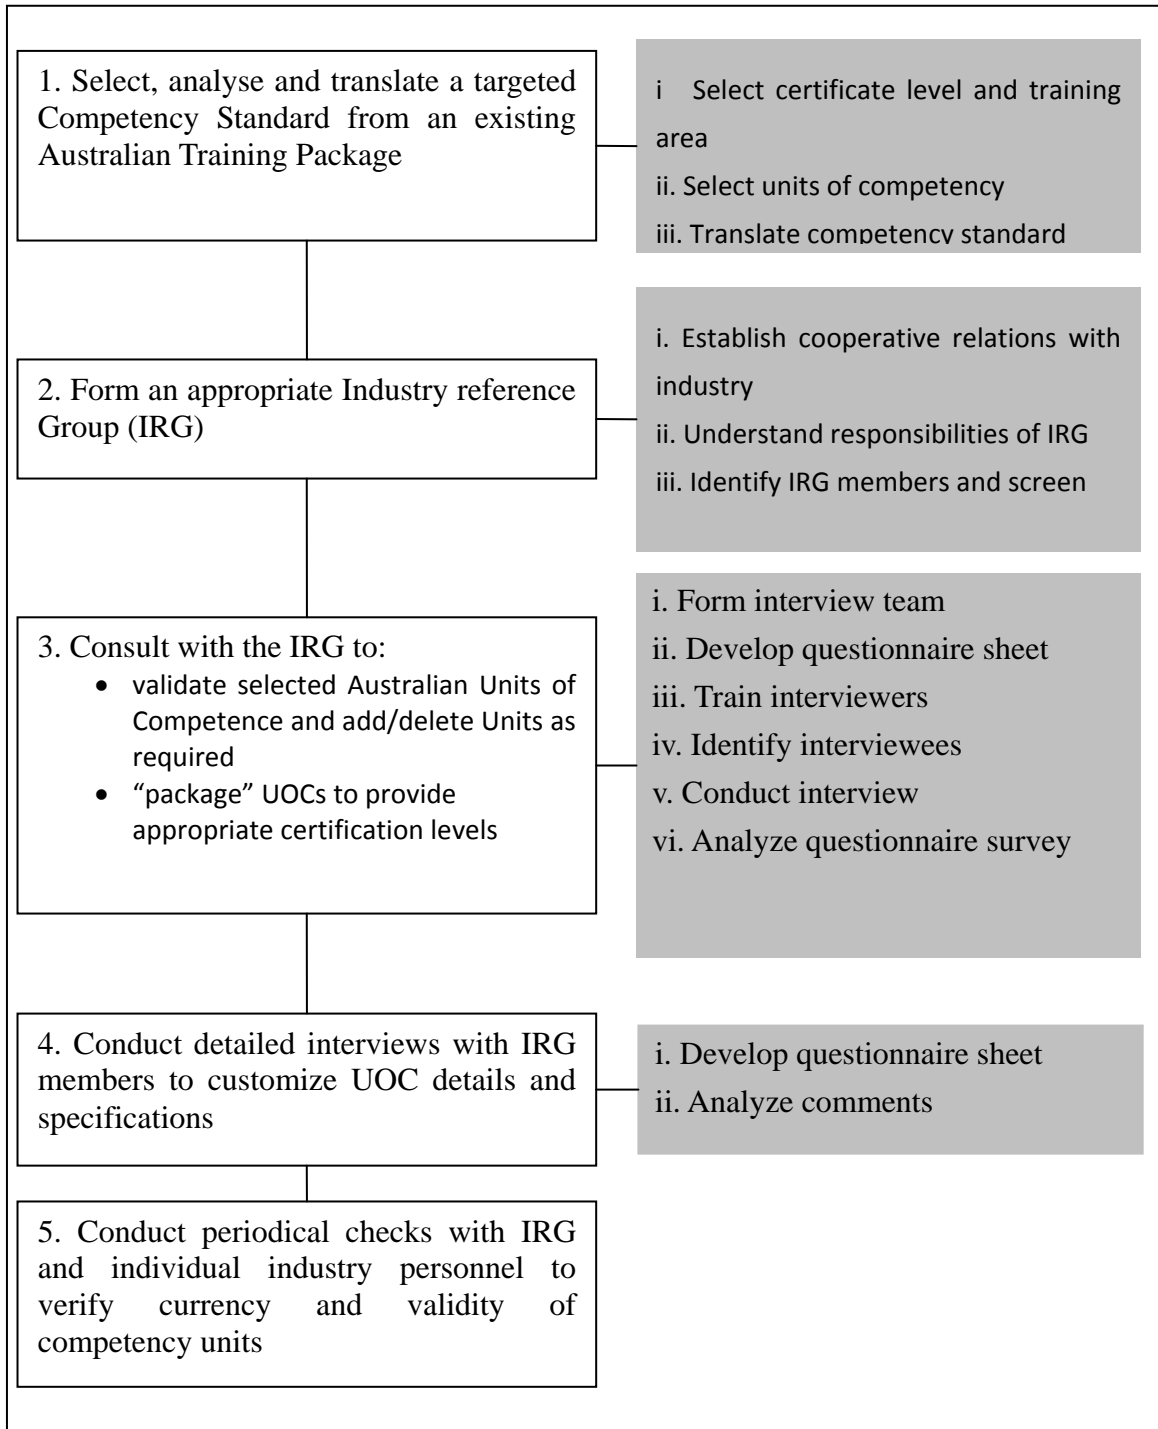 1. Select, analyse and translate a targeted
Competency Standard from an existing
Australian Training Package
i Select certificate level and training
area
ii. Select units of competency
iii. Translate competency standard
2. Form an appropriate Industry reference
Group (IRG)
i. Establish cooperative relations with
industry
ii. Understand responsibilities of IRG
iii. Identify IRG members and screen
3. Consult with the IRG to:
• validate selected Australian Units of
Competence and add/delete Units as
required
• “package” UOCs to provide
appropriate certification levels
i. Form interview team
ii. Develop questionnaire sheet
iii. Train interviewers
iv. Identify interviewees
v. Conduct interview
vi. Analyze questionnaire survey
4. Conduct detailed interviews with IRG
members to customize UOC details and
specifications
i. Develop questionnaire sheet
ii. Analyze comments
5. Conduct periodical checks with IRG
and individual industry personnel to
verify currency and validity of
competency units